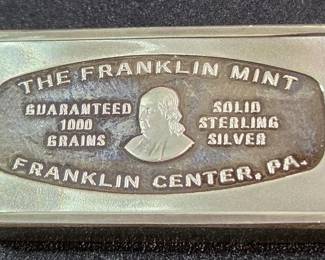 THE FRANKLIN MINT
GUARANTEED
1000
GRAINS
SOLID
STERLING
SILVER
FRANKLIN CENTER, PA.